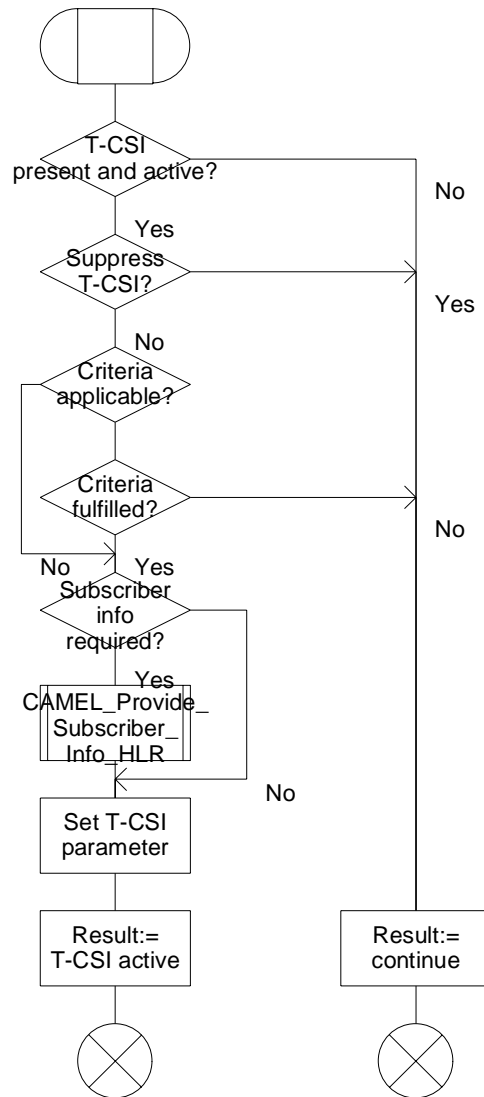 T-CSI
present and active?
No
Yes
Suppress
T-CSI?
Yes
No
Criteria
applicable?
Criteria
fulfilled?
No
No
Yes
Subscriber
info
required?
Yes
CAMEL_Provide_
Subscriber_
Info_HLR
No
Set T-CSI
parameter
Result:=
T-CSI active
Result:=
continue